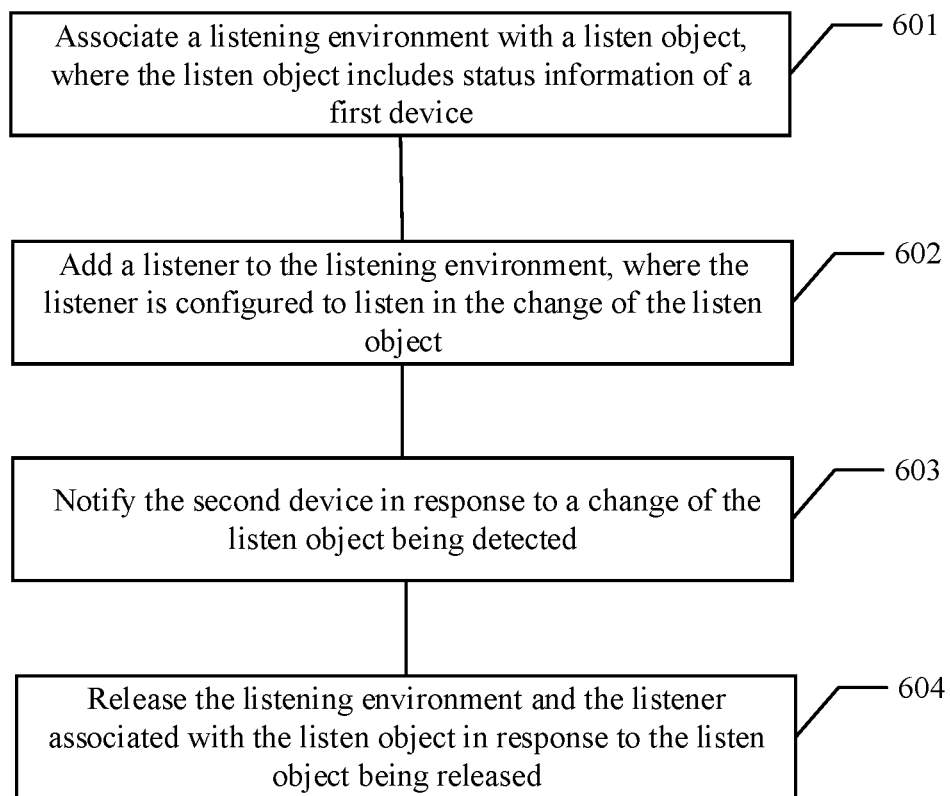 Associate a listening environment with a listen object,
where the listen object includes status information of a
first device
601
Add a listener to the listening environment, where the
listener is configured to listen in the change of the listen
object
602
Notify the second device in response to a change of the
listen object being detected
603
Release the listening environment and the listener
associated with the listen object in response to the listen
object being released
604